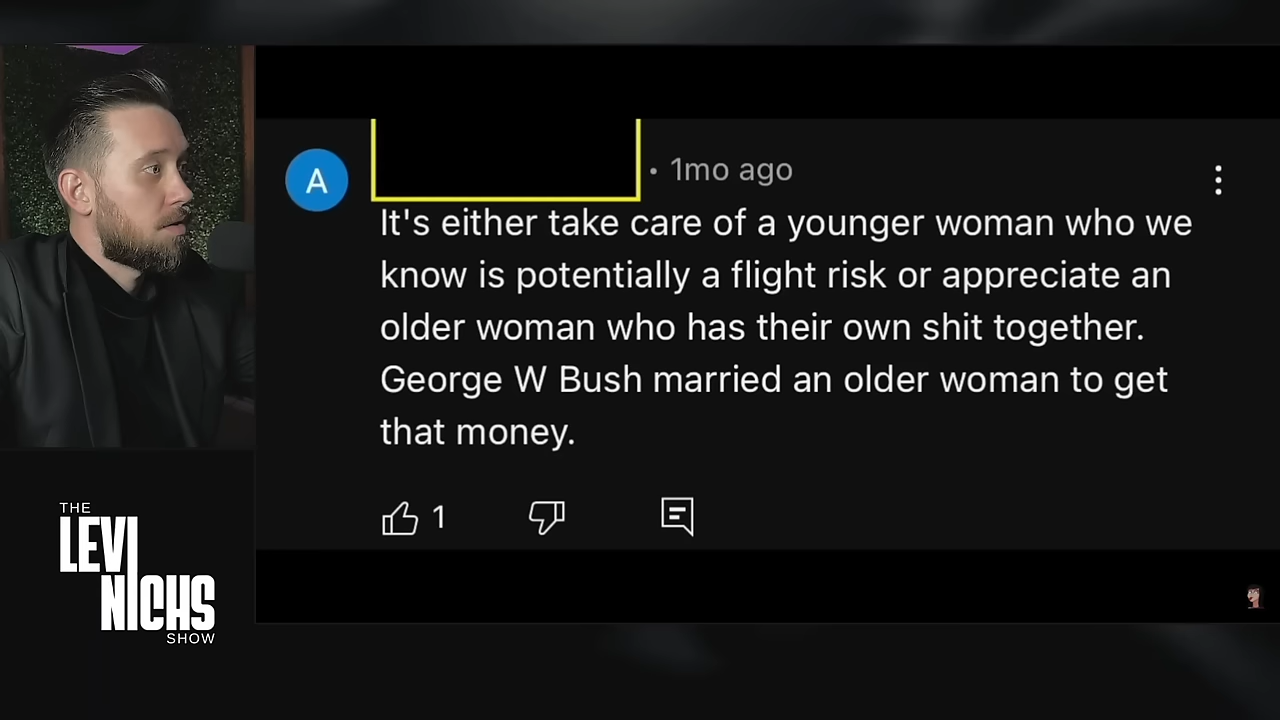 A
• 1mo ago
It's either take care of a younger woman who we
know is potentially a flight risk or appreciate an
older woman who has their own shit together.
George W Bush married an older woman to get
that money.
1
THE
LEVI
NICHS
SHOW